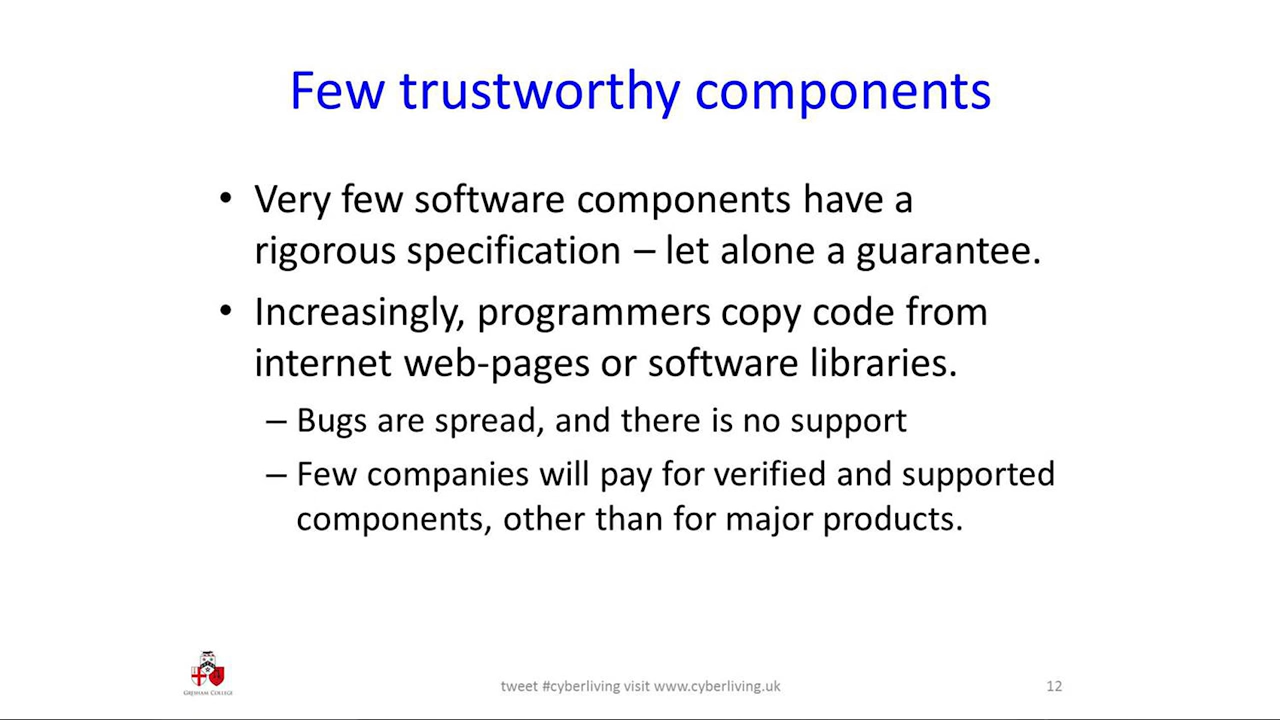 Few trustworthy components
• Very few software components have a
rigorous specification – let alone a guarantee.
• Increasingly, programmers copy code from
internet web-pages or software libraries.
– Bugs are spread, and there is no support
– Few companies will pay for verified and supported
components, other than for major products.
GRESHAM COLLEGE
tweet #cyberliving visit www.cyberliving.uk
12